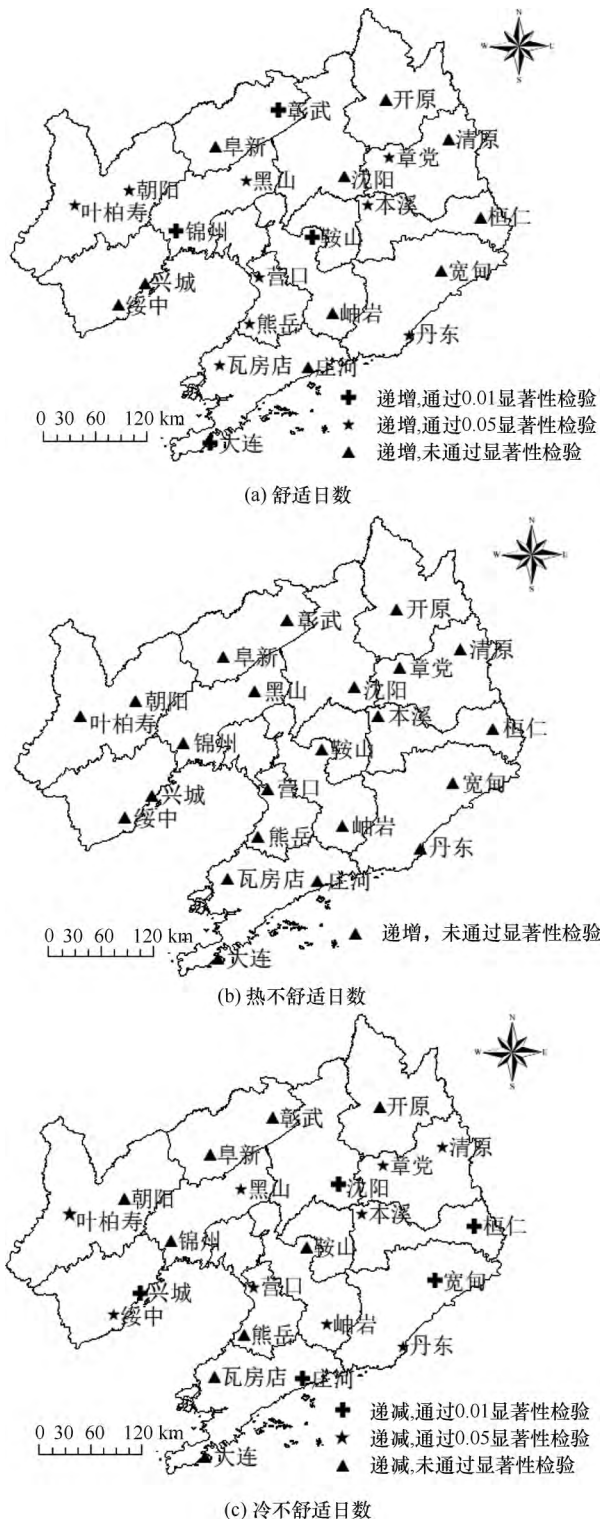 N
W E
S
彰武
开原
阜新
清原
章党
朝阳
黑山
沈阳
叶柏寿
本溪
桓仁
锦州
鞍山
宽甸
兴城
营口
绥中
岫岩
熊岳
丹东
瓦房店
庄河
0 30 60 120 km
递增,通过0.01显著性检验
递增,通过0.05显著性检验
递增,未通过显著性检验
大连
(a) 舒适日数
N
W E
S
彰武
开原
阜新
清原
章党
朝阳
黑山
沈阳
叶柏寿
本溪
桓仁
锦州
鞍山
宽甸
兴城
营口
绥中
岫岩
熊岳
丹东
瓦房店
庄河
0 30 60 120 km
递增，未通过显著性检验
大连
(b) 热不舒适日数
N
W E
S
彰武
开原
阜新
清原
章党
朝阳
黑山
沈阳
叶柏寿
本溪
桓仁
锦州
鞍山
宽甸
兴城
营口
绥中
岫岩
熊岳
丹东
瓦房店
庄河
0 30 60 120 km
递减,通过0.01显著性检验
递减,通过0.05显著性检验
递减,未通过显著性检验
大连
(c) 冷不舒适日数